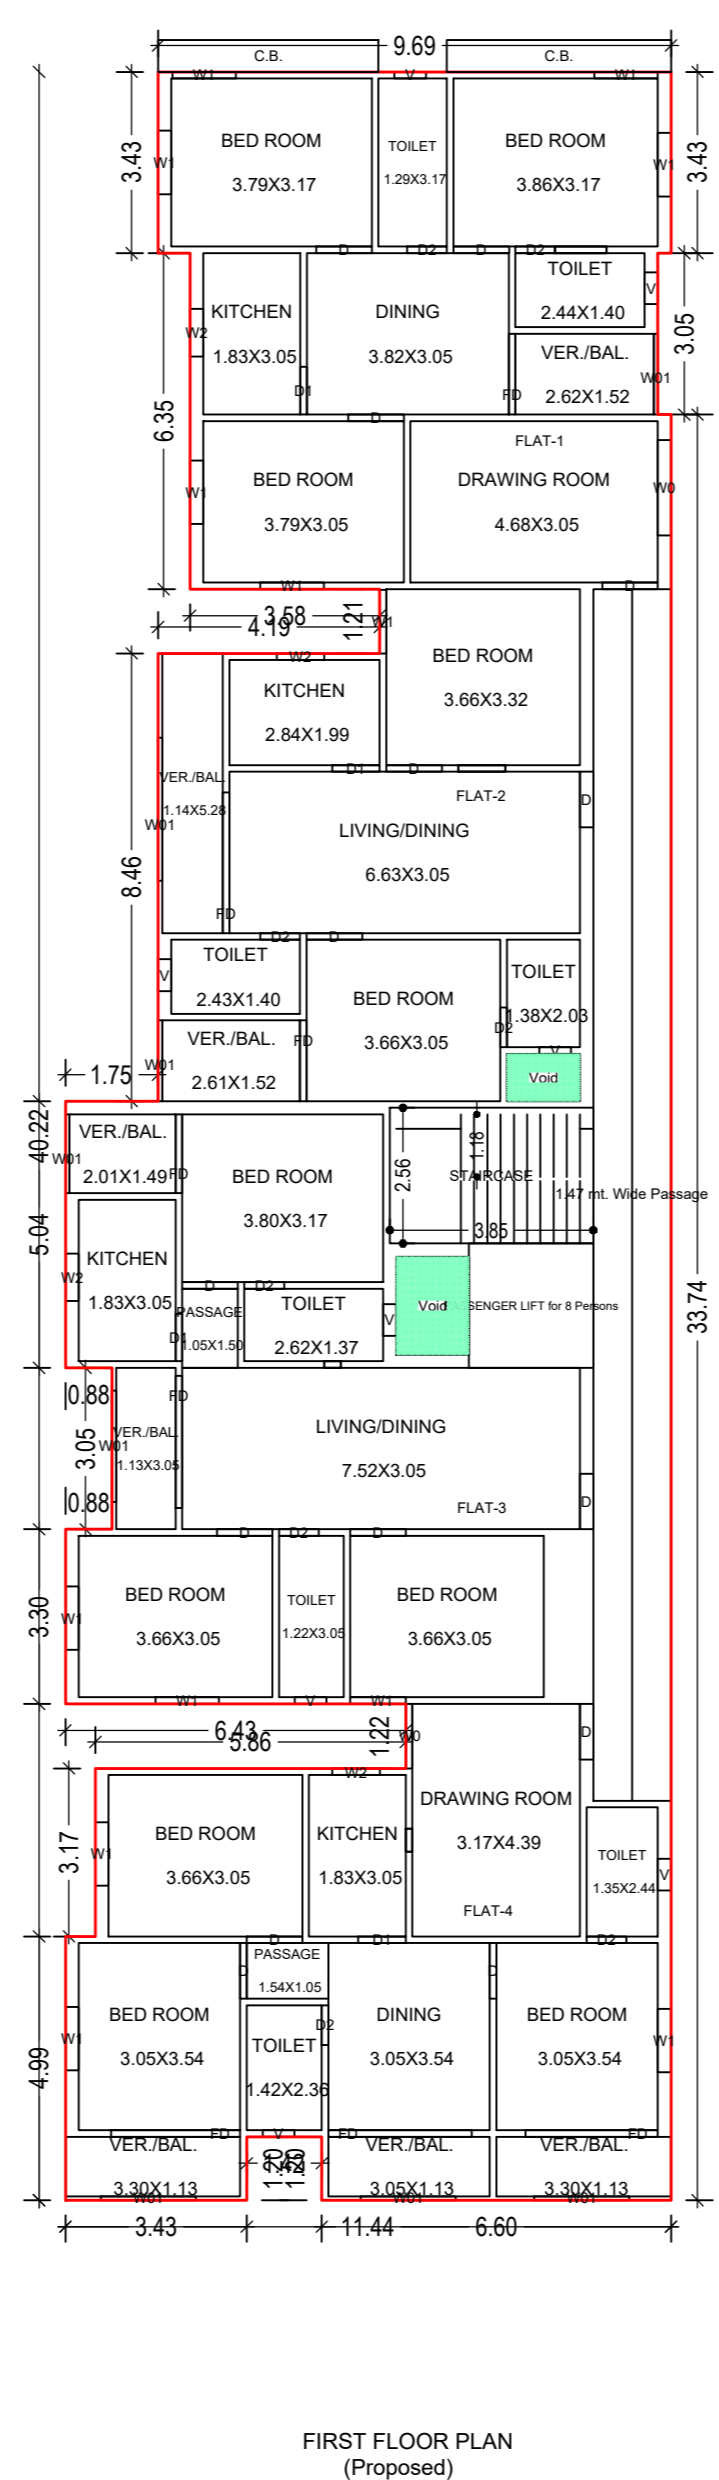 9.69
C.B.
C.B.
W1
V
W1
3.43
W1
BED ROOM
3.79X3.17
TOILET
1.29X3.17
BED ROOM
3.86X3.17
W1
3.43
D
D2
D
D2
KITCHEN
1.83X3.05
W2
DINING
3.82X3.05
TOILET
2.44X1.40
V
3.05
VER./BAL.
2.62X1.52
W01
D1
FD
D
6.35
FLAT-1
BED ROOM
3.79X3.05
W1
DRAWING ROOM
4.68X3.05
W0
W1
D
3.58
4.19
1.21
W1
W2
BED ROOM
3.66X3.32
KITCHEN
2.84X1.99
D1
D
VER./BAL.
1.14X5.28
W01
FLAT-2
D
LIVING/DINING
6.63X3.05
8.46
FD
D2
D
TOILET
2.43X1.40
V
BED ROOM
3.66X3.05
TOILET
1.38X2.03
D2
VER./BAL.
2.61X1.52
FD
W01
V
Void
1.75
40.22
VER./BAL.
2.01X1.49
W01
FD
BED ROOM
3.80X3.17
2.56
1.18
STAIRCASE
1.47 mt. Wide Passage
3.85
5.04
KITCHEN
1.83X3.05
W2
D
D2
PASSAGE
1.05X1.50
D1
TOILET
2.62X1.37
V
Void
PASSENGER LIFT for 8 Persons
33.74
0.88
FD
3.05
VER./BAL.
1.13X3.05
W01
LIVING/DINING
7.52X3.05
FLAT-3
D
0.88
D
D2
D
3.30
BED ROOM
3.66X3.05
W1
TOILET
1.22X3.05
BED ROOM
3.66X3.05
W1
V
W1
6.43
5.86
1.22
W0
D
W2
3.17
BED ROOM
3.66X3.05
W1
KITCHEN
1.83X3.05
DRAWING ROOM
3.17X4.39
FLAT-4
TOILET
1.35X2.44
V
D
D1
D2
PASSAGE
1.54X1.05
D
D
BED ROOM
3.05X3.54
W1
TOILET
1.42X2.36
D2
DINING
3.05X3.54
BED ROOM
3.05X3.54
W1
4.99
FD
V
FD
FD
VER./BAL.
3.30X1.13
W01
1.20
1.20
VER./BAL.
3.05X1.13
W01
VER./BAL.
3.30X1.13
W01
3.43
11.44
6.60
FIRST FLOOR PLAN
(Proposed)